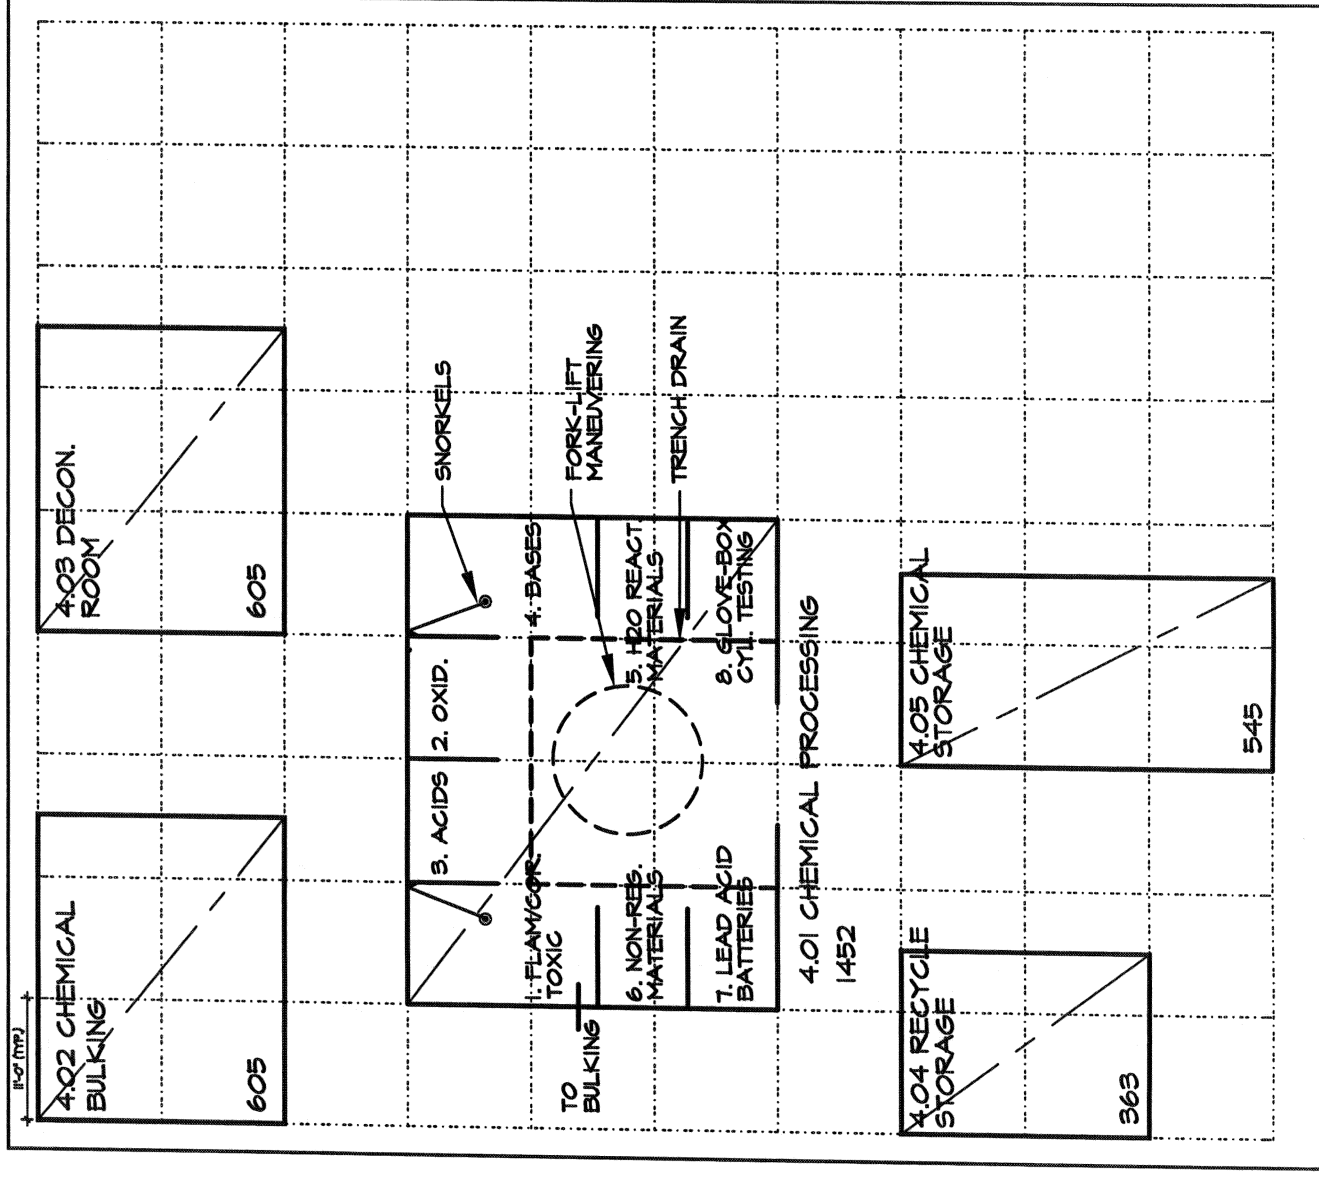 11'-0" (TYP.)
4.02 CHEMICAL
BULKING
605
4.03 DECON.
ROOM
605
3. ACIDS
2. OXID.
SNORKELS
1. FLAM/COR.
TOXIC
4. BASES
FORK-LIFT
MANEUVERING
TO
BULKING
6. NON-REG.
MATERIALS
5. H2O REACT.
MATERIALS
TRENCH DRAIN
7. LEAD ACID
BATTERIES
8. GLOVE-BOX
CYL. TESTING
4.01 CHEMICAL PROCESSING
1452
4.04 RECYCLE
STORAGE
363
4.05 CHEMICAL
STORAGE
545